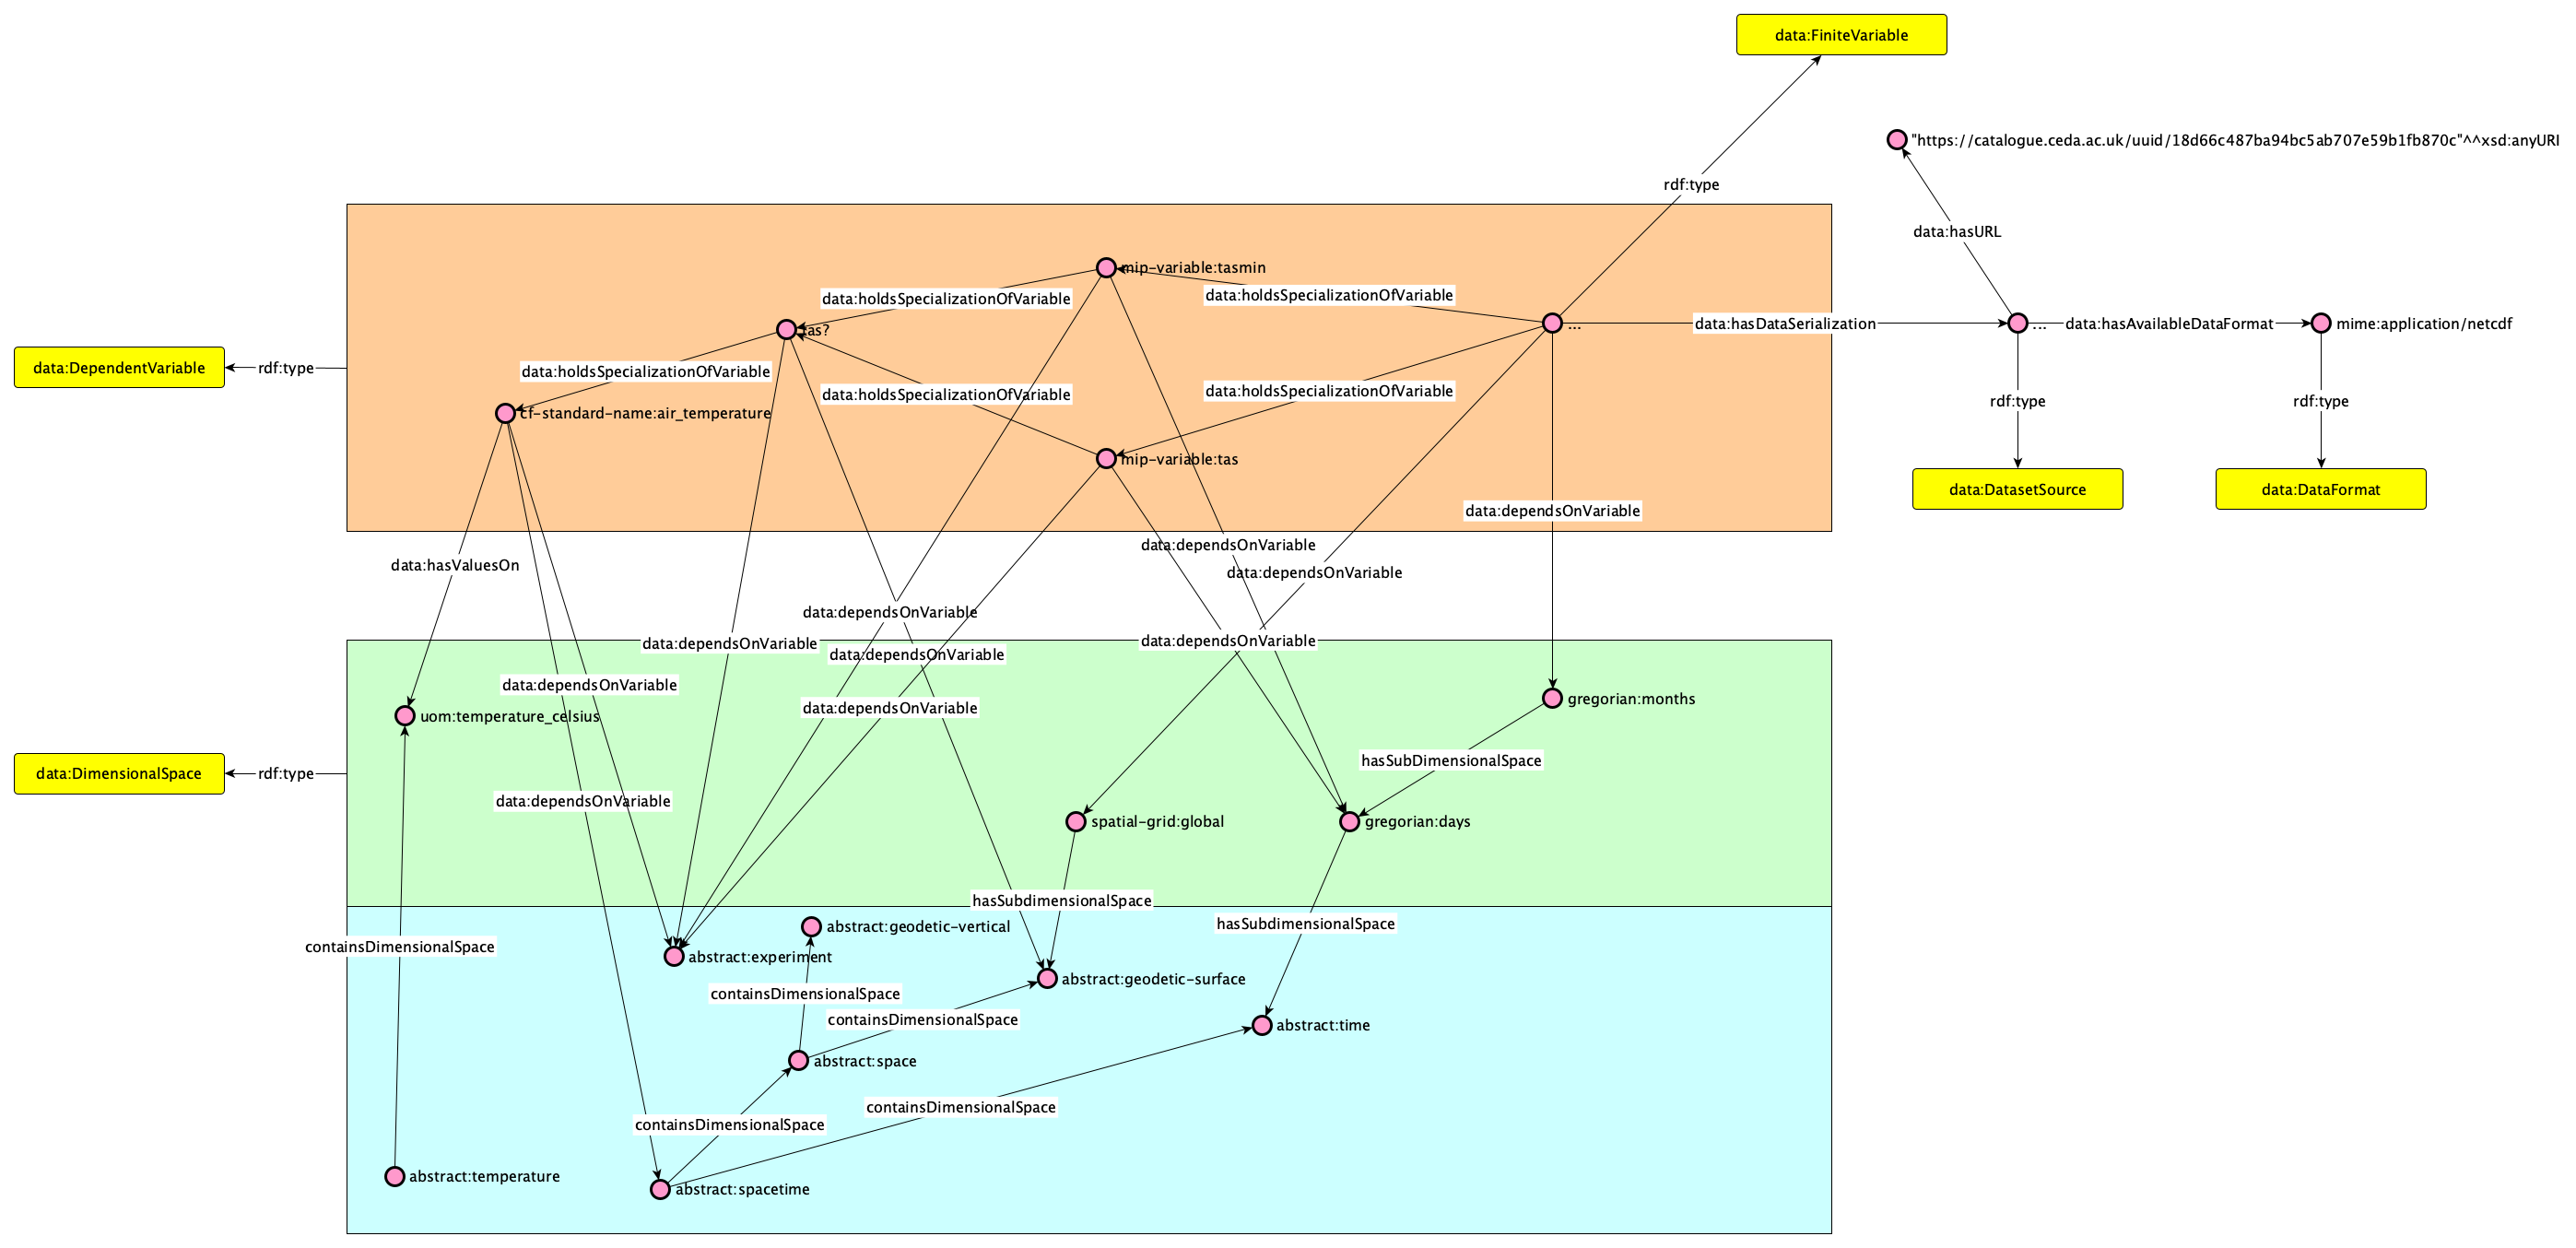 data:FiniteVariable
"https://catalogue.ceda.ac.uk/uuid/18d66c487ba94bc5ab707e59b1fb870c"^^xsd:anyURI
rdf:type
data:hasURL
mip-variable:tasmin
data:holdsSpecializationOfVariable
data:holdsSpecializationOfVariable
...
data:hasDataSerialization
...
data:hasAvailableDataFormat
mime:application/netcdf
tas?
data:DependentVariable
rdf:type
data:holdsSpecializationOfVariable
data:holdsSpecializationOfVariable
data:holdsSpecializationOfVariable
rdf:type
rdf:type
cf-standard-name:air_temperature
mip-variable:tas
data:DatasetSource
data:DataFormat
data:dependsOnVariable
data:dependsOnVariable
data:hasValuesOn
data:dependsOnVariable
data:dependsOnVariable
data:dependsOnVariable
data:dependsOnVariable
data:dependsOnVariable
data:dependsOnVariable
data:dependsOnVariable
gregorian:months
data:dependsOnVariable
uom:temperature_celsius
hasSubDimensionalSpace
data:DimensionalSpace
rdf:type
data:dependsOnVariable
spatial-grid:global
gregorian:days
hasSubdimensionalSpace
hasSubdimensionalSpace
abstract:geodetic-vertical
containsDimensionalSpace
abstract:experiment
abstract:geodetic-surface
containsDimensionalSpace
containsDimensionalSpace
abstract:time
abstract:space
containsDimensionalSpace
containsDimensionalSpace
abstract:temperature
abstract:spacetime